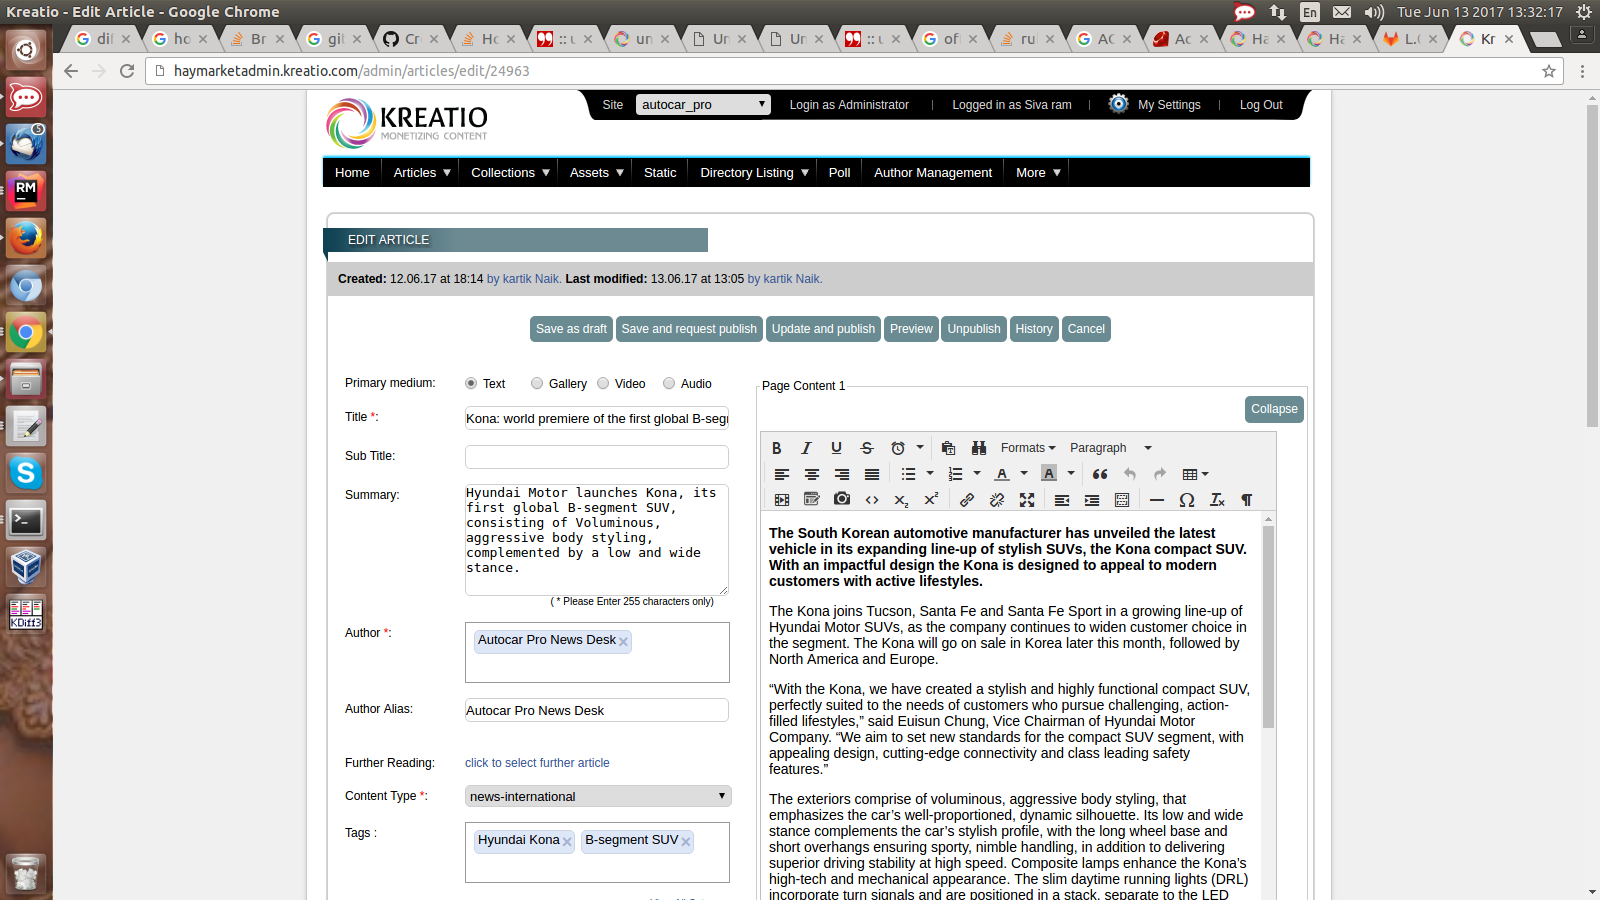 Kreatio - Edit Article - Google Chrome
En
Tue Jun 13 2017 13:32:17
dif
ho
Br
git
Cr
Ho
:: u
un
Un
Un
:: u
of
ru
AC
Ac
Ha
Ha
L.(
Kr
haymarketadmin.kreatio.com/admin/articles/edit/24963
KREATIO
MONETIZING CONTENT
Site autocar_pro Login as Administrator | Logged in as Siva ram | My Settings | Log Out
Home Articles Collections Assets Static Directory Listing Poll Author Management More
EDIT ARTICLE
Created: 12.06.17 at 18:14 by kartik Naik. Last modified: 13.06.17 at 13:05 by kartik Naik.
Save as draft Save and request publish Update and publish Preview Unpublish History Cancel
Primary medium: Text Gallery Video Audio
Title *: Kona: world premiere of the first global B-seg
Sub Title:
Summary: Hyundai Motor launches Kona, its
first global B-segment SUV,
consisting of Voluminous,
aggressive body styling,
complemented by a low and wide
stance.
( * Please Enter 255 characters only)
Author *: Autocar Pro News Desk
Author Alias: Autocar Pro News Desk
Further Reading: click to select further article
Content Type *: news-international
Tags : Hyundai Kona B-segment SUV
Page Content 1
Collapse
Formats Paragraph
The South Korean automotive manufacturer has unveiled the latest
vehicle in its expanding line-up of stylish SUVs, the Kona compact SUV.
With an impactful design the Kona is designed to appeal to modern
customers with active lifestyles.
The Kona joins Tucson, Santa Fe and Santa Fe Sport in a growing line-up of
Hyundai Motor SUVs, as the company continues to widen customer choice in
the segment. The Kona will go on sale in Korea later this month, followed by
North America and Europe.
“With the Kona, we have created a stylish and highly functional compact SUV,
perfectly suited to the needs of customers who pursue challenging, action-
filled lifestyles,” said Euisun Chung, Vice Chairman of Hyundai Motor
Company. “We aim to set new standards for the compact SUV segment, with
appealing design, cutting-edge connectivity and class leading safety
features.”
The exteriors comprise of voluminous, aggressive body styling, that
emphasizes the car’s well-proportioned, dynamic silhouette. Its low and wide
stance complements the car’s stylish profile, with the long wheel base and
short overhangs ensuring sporty, nimble handling, in addition to delivering
superior driving stability at high speed. Composite lamps enhance the Kona’s
high-tech and mechanical appearance. The slim daytime running lights (DRL)
incorporate turn signals and are positioned in a stack, separate to the LED
5
RM
KDiff3